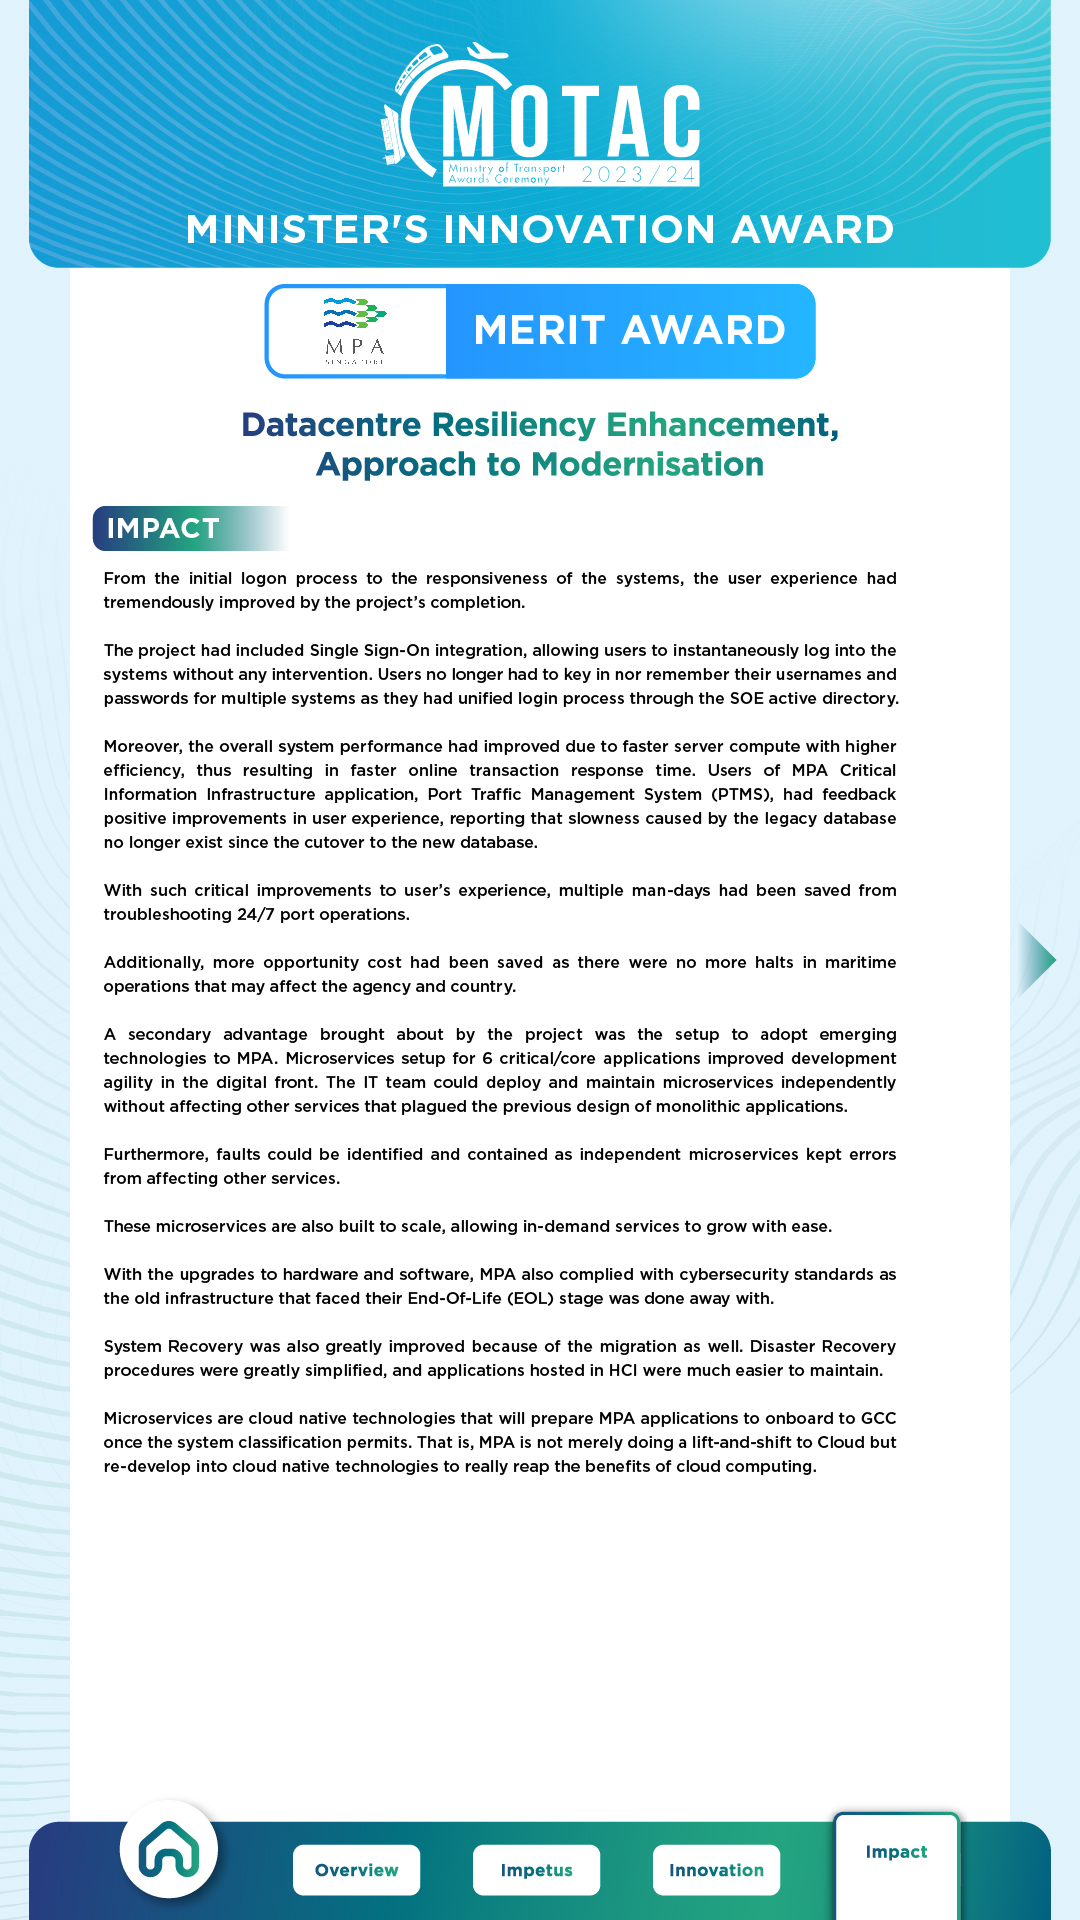 MOTAC
Ministry of Transport
Awards Ceremony
2023/24
MINISTER'S INNOVATION AWARD
MPA
SINGAPORE
MERIT AWARD
Datacentre Resiliency Enhancement,
Approach to Modernisation
IMPACT
From the initial logon process to the responsiveness of the systems, the user experience had
tremendously improved by the project's completion.
The project had included Single Sign-On integration, allowing users to instantaneously log into the
systems without any intervention. Users no longer had to key in nor remember their usernames and
passwords for multiple systems as they had unified login process through the SOE active directory.
Moreover, the overall system performance had improved due to faster server compute with higher
efficiency, thus resulting in faster online transaction response time. Users of MPA Critical
Information Infrastructure application, Port Traffic Management System (PTMS), had feedback
positive improvements in user experience, reporting that slowness caused by the legacy database
no longer exist since the cutover to the new database.
With such critical improvements to user's experience, multiple man-days had been saved from
troubleshooting 24/7 port operations.
Additionally, more opportunity cost had been saved as there were no more halts in maritime
operations that may affect the agency and country.
A secondary advantage brought about by the project was the setup to adopt emerging
technologies to MPA. Microservices setup for 6 critical/core applications improved development
agility in the digital front. The IT team could deploy and maintain microservices independently
without affecting other services that plagued the previous design of monolithic applications.
Furthermore, faults could be identified and contained as independent microservices kept errors
from affecting other services.
These microservices are also built to scale, allowing in-demand services to grow with ease.
With the upgrades to hardware and software, MPA also complied with cybersecurity standards as
the old infrastructure that faced their End-Of-Life (EOL) stage was done away with.
System Recovery was also greatly improved because of the migration as well. Disaster Recovery
procedures were greatly simplified, and applications hosted in HCI were much easier to maintain.
Microservices are cloud native technologies that will prepare MPA applications to onboard to GCC
once the system classification permits. That is, MPA is not merely doing a lift-and-shift to Cloud but
re-develop into cloud native technologies to really reap the benefits of cloud computing.
Overview
Impetus
Innovation
Impact